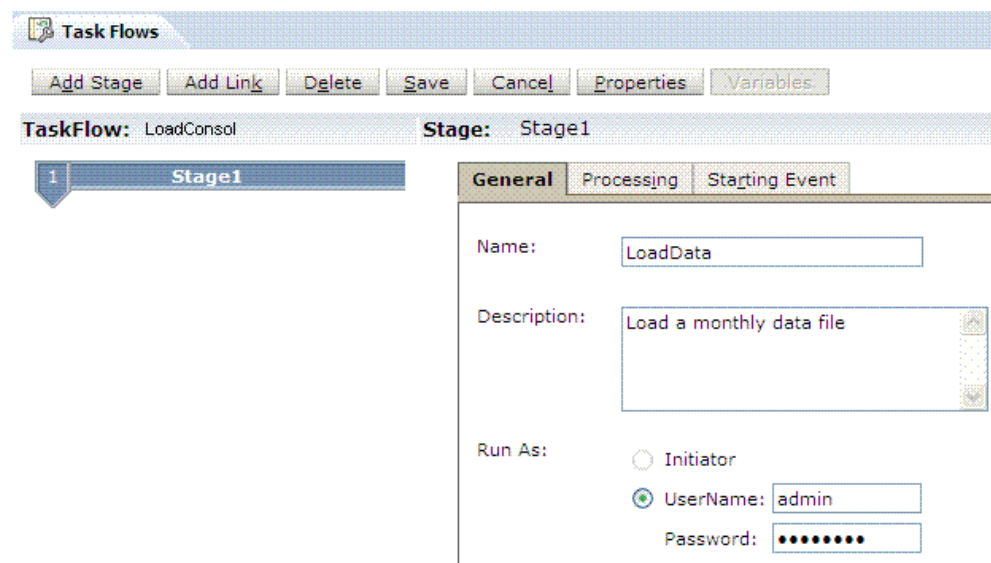 Task Flows
Add Stage Add Link Delete Save Cancel Properties Variables
TaskFlow: LoadConsol Stage: Stage1
1 Stage1
General Processing Starting Event
Name: LoadData
Description: Load a monthly data file
Run As: Initiator
UserName: admin
Password: ••••••••